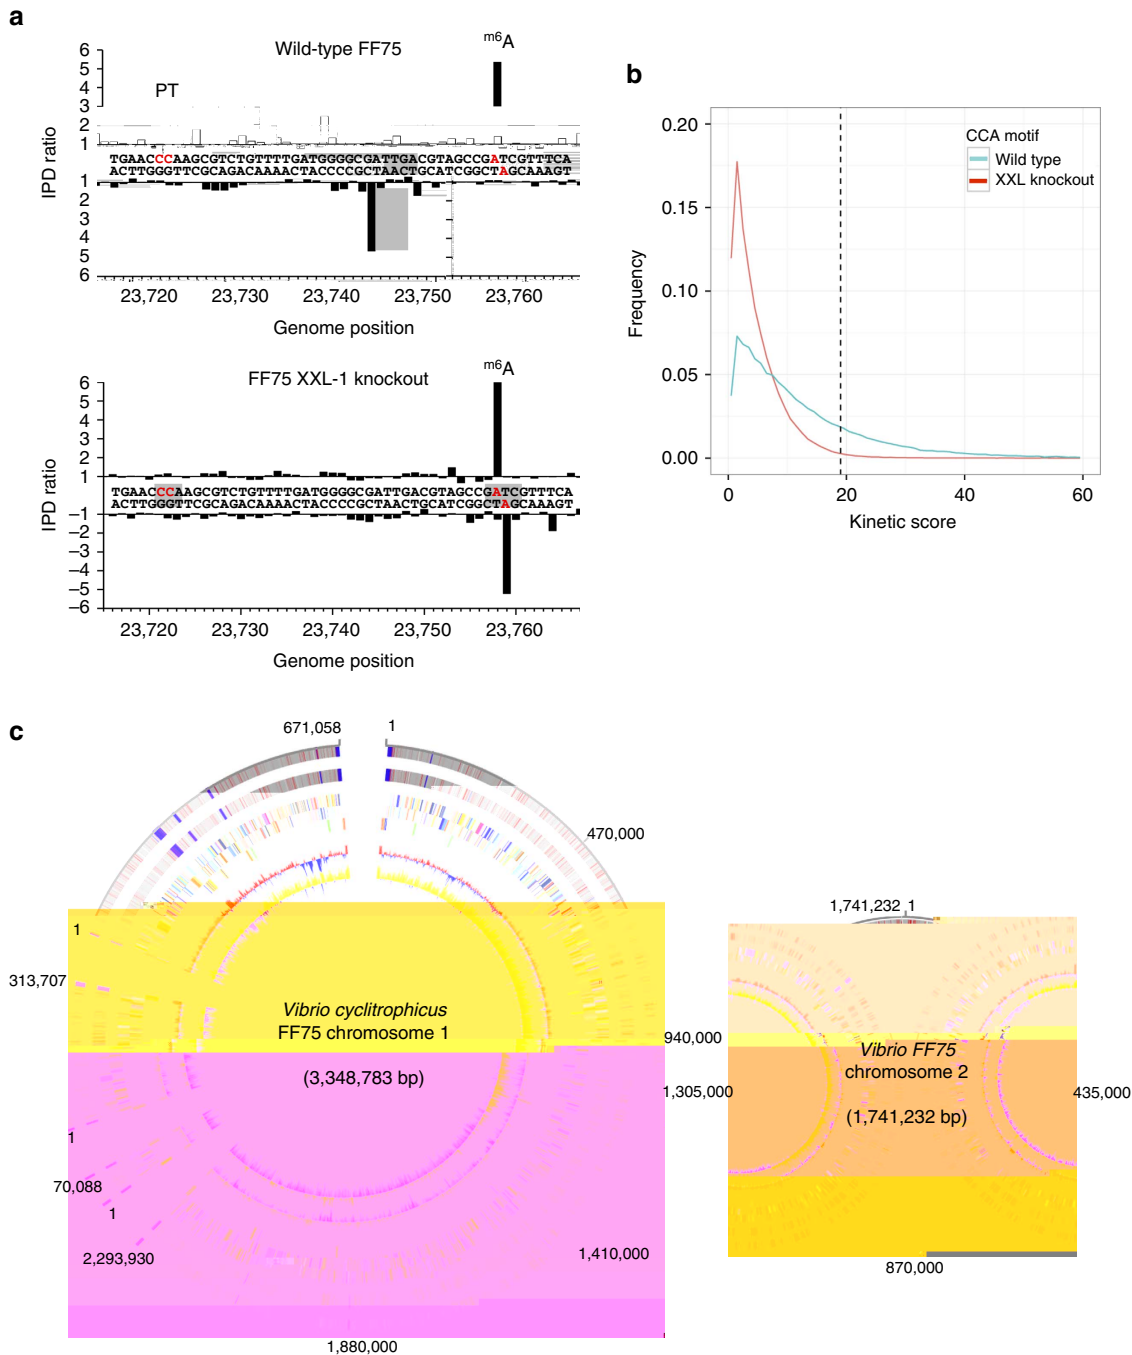 a
Wild-type FF75
m6A
PT
6
5
4
3
2
1
IPD ratio
TGAACCCAAGCGTCTGTTTTGATGGGGCGATTGACGTAGCCGATCGTTTCA
ACTTGGGTTCGCAGACAAAACTACCCCGCTAACTGCATCGGCTAGCAAAGT
1
2
3
4
5
6
23,720 23,730 23,740 23,750 23,760
Genome position
FF75 XXL-1 knockout
m6A
6
5
4
3
2
1
IPD ratio
TGAACCCAAGCGTCTGTTTTGATGGGGCGATTGACGTAGCCGATCGTTTCA
ACTTGGGTTCGCAGACAAAACTACCCCGCTAACTGCATCGGCTAGCAAAGT
−1
−2
−3
−4
−5
−6
23,720 23,730 23,740 23,750 23,760
Genome position
b
0.20
0.15
0.10
0.05
0.00
Frequency
CCA motif
Wild type
XXL knockout
0 20 40 60
Kinetic score
c
671,058 1
470,000
1
313,707
940,000
1
70,088
1
2,293,930
1,410,000
1,880,000
Vibrio cyclitrophicus
FF75 chromosome 1
(3,348,783 bp)
1,741,232 1
1,305,000
435,000
870,000
Vibrio FF75
chromosome 2
(1,741,232 bp)